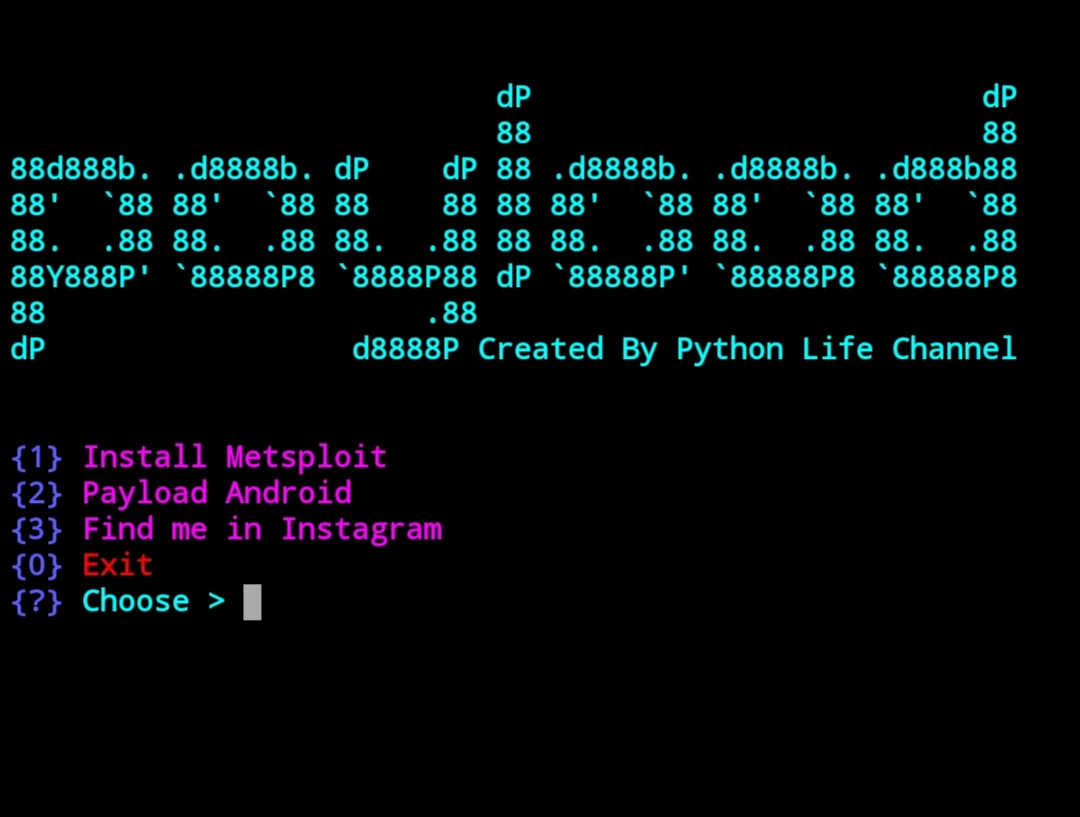 dP                         dP
                           88                         88
88d888b. .d8888b. dP    dP 88 .d8888b. .d8888b. .d888b88
88'  `88 88'  `88 88    88 88 88'  `88 88'  `88 88'  `88
88.  .88 88.  .88 88.  .88 88 88.  .88 88.  .88 88.  .88
88Y888P' `88888P8 `8888P88 dP `88888P' `88888P8 `88888P8
88                     .88
dP                 d8888P Created By Python Life Channel
{1} Install Metsploit
{2} Payload Android
{3} Find me in Instagram
{0} Exit
{?} Choose >